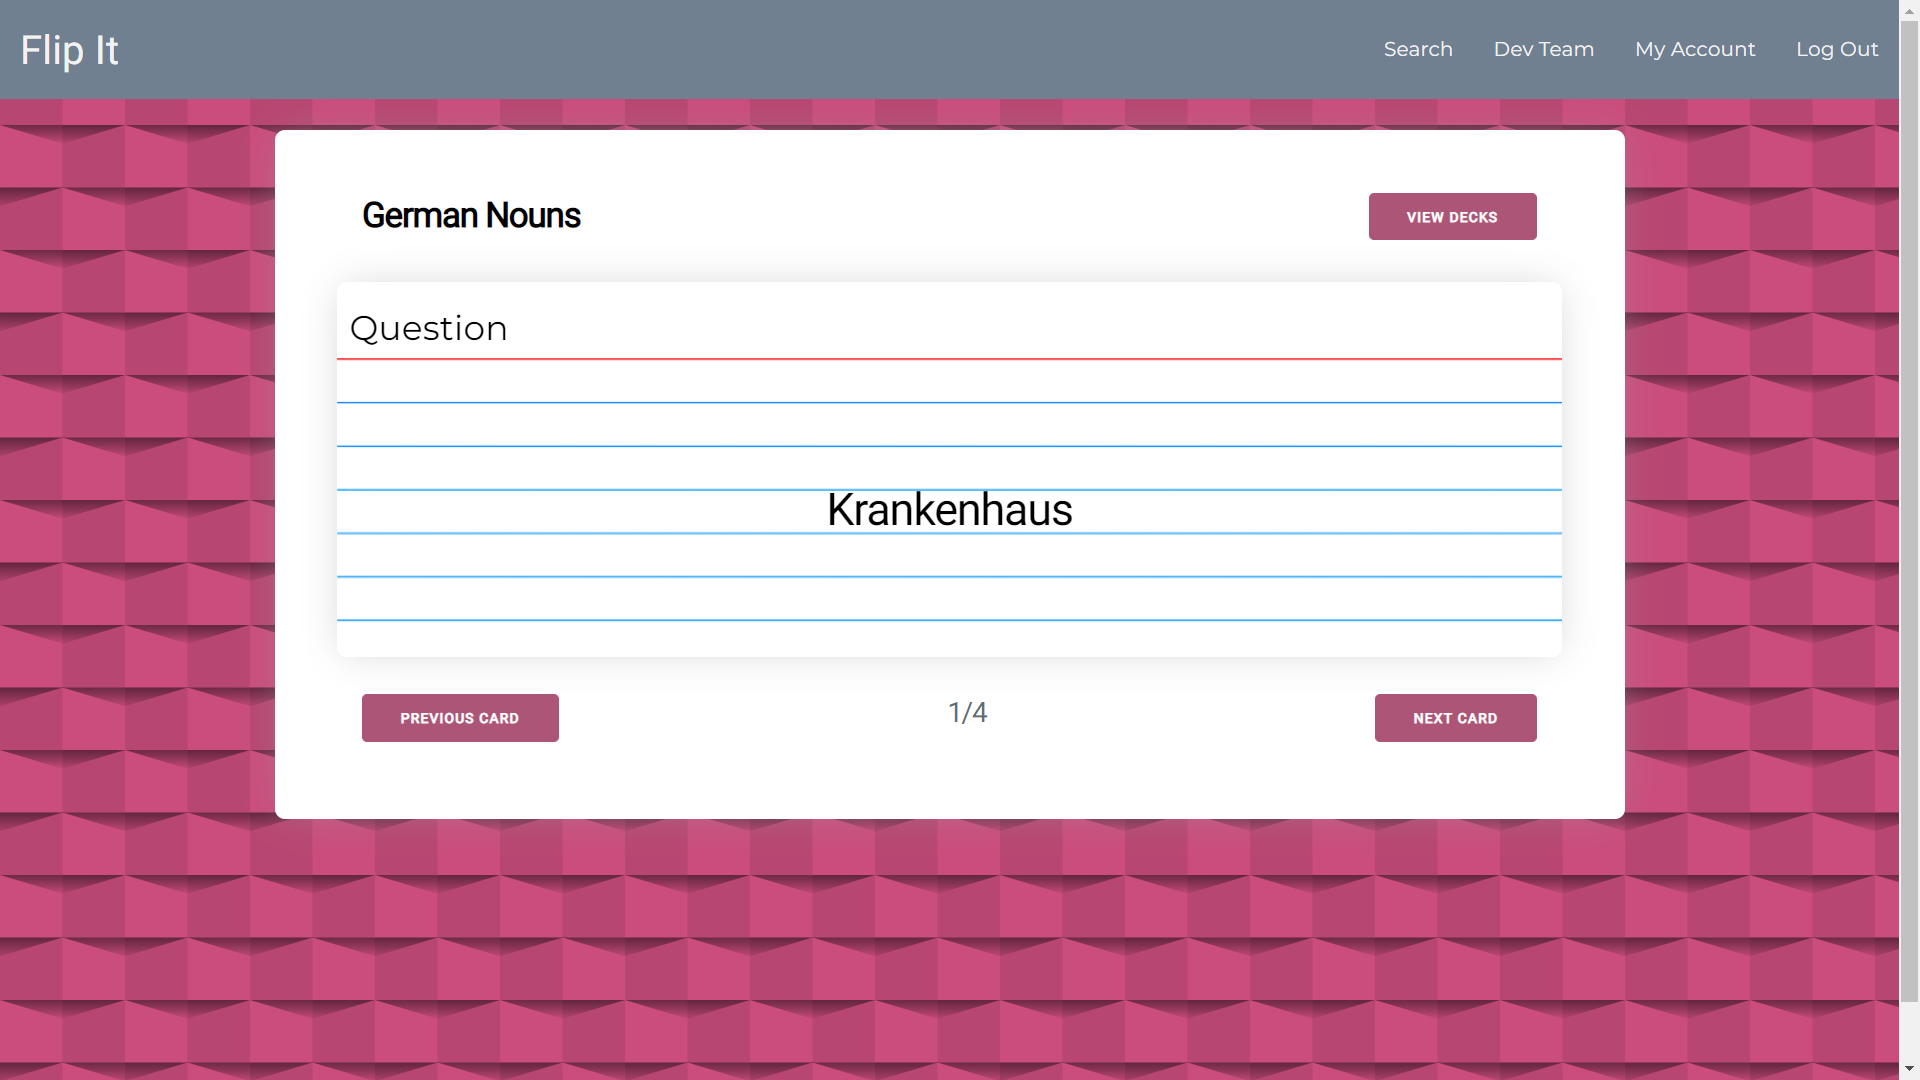 Flip It
Search
Dev Team
My Account
Log Out
German Nouns
VIEW DECKS
Question
Krankenhaus
PREVIOUS CARD
1/4
NEXT CARD